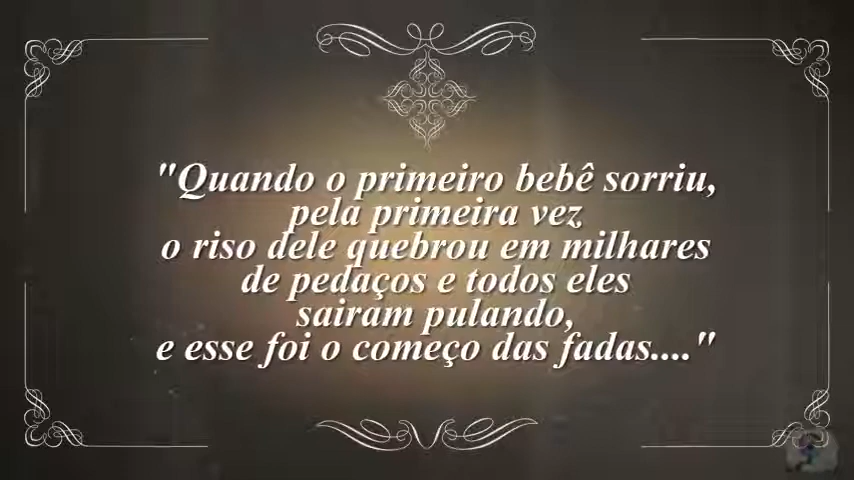 "Quando o primeiro bebê sorriu,
pela primeira vez
o riso dele quebrou em milhares
de pedaços e todos eles
sairam pulando,
e esse foi o começo das fadas...."